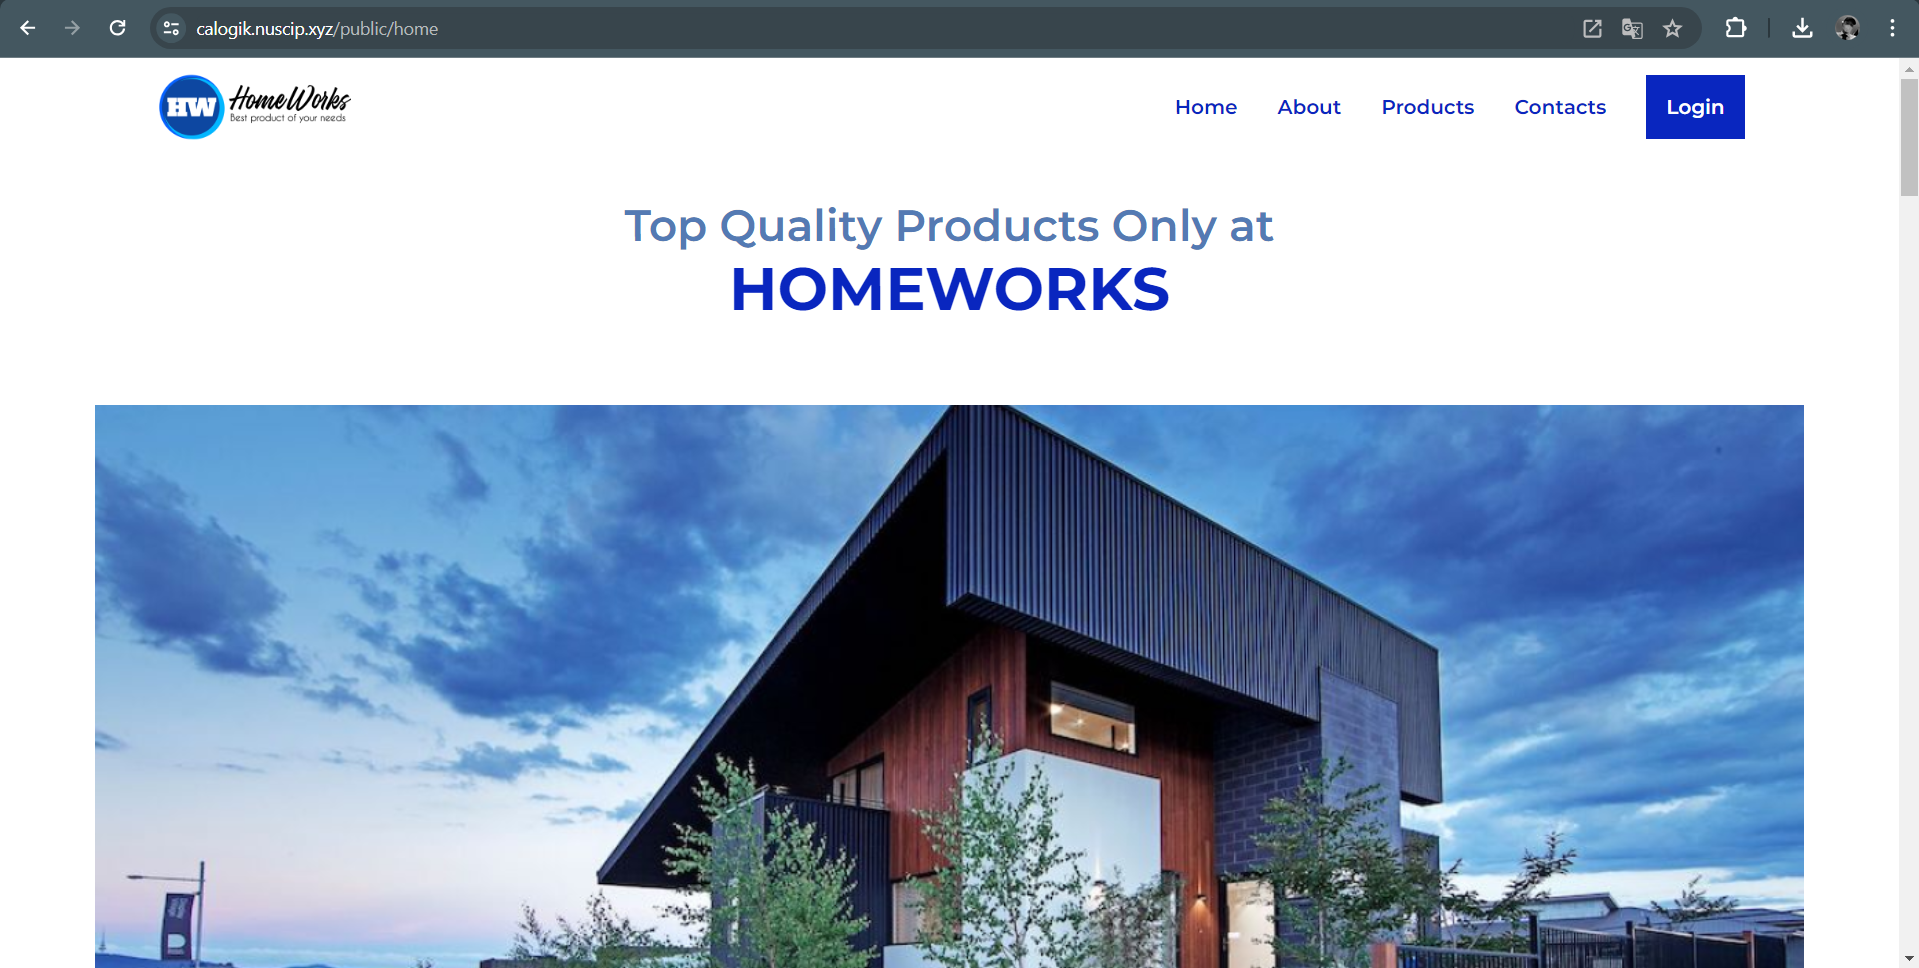 calogik.nuscip.xyz/public/home
HW
HomeWorks
Best product of your needs
Home
About
Products
Contacts
Login
Top Quality Products Only at
HOMEWORKS